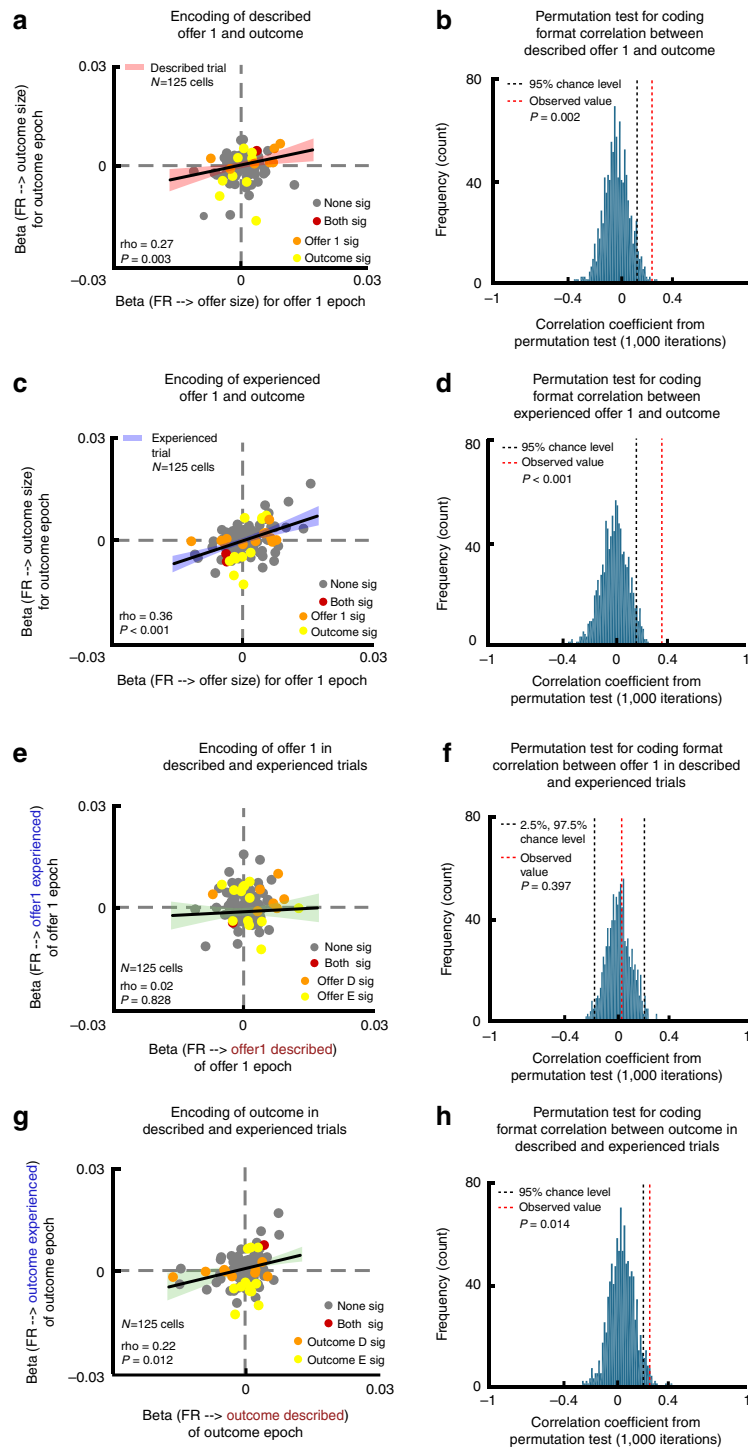 a
Encoding of described
offer 1 and outcome
0.03
Described trial
N=125 cells
Beta (FR --> outcome size)
for outcome epoch
0
None sig
Both sig
Offer 1 sig
Outcome sig
rho = 0.27
P = 0.003
−0.03
0
0.03
Beta (FR --> offer size) for offer 1 epoch
b
Permutation test for coding
format correlation between
described offer 1 and outcome
80
95% chance level
Observed value
P = 0.002
Frequency (count)
40
0
−1
−0.4
0
0.4
Correlation coefficient from
permutation test (1,000 iterations)
c
Encoding of experienced
offer 1 and outcome
0.03
Experienced
trial
N=125 cells
Beta (FR --> outcome size)
for outcome epoch
0
None sig
Both sig
Offer 1 sig
Outcome sig
rho = 0.36
P < 0.001
−0.03
0
0.03
Beta (FR --> offer size) for offer 1 epoch
d
Permutation test for coding
format correlation between
experienced offer 1 and outcome
80
95% chance level
Observed value
P < 0.001
Frequency (count)
40
0
−1
−0.4
0
0.4
1
Correlation coefficient from
permutation test (1,000 iterations)
e
Encoding of offer 1 in
described and experienced trials
0.03
Beta (FR --> offer1 experienced)
of offer 1 epoch
0
None sig
Both sig
Offer D sig
Offer E sig
N=125 cells
rho = 0.02
P = 0.828
−0.03
0
0.03
Beta (FR --> offer1 described)
of offer 1 epoch
f
Permutation test for coding format
correlation between offer 1 in described
and experienced trials
80
2.5%, 97.5%
chance level
Observed
value
P = 0.397
Frequency (count)
40
0
−1
−0.4
0
0.4
1
Correlation coefficient from
permutation test (1,000 iterations)
g
Encoding of outcome in
described and experienced trials
0.03
Beta (FR --> outcome experienced)
of outcome epoch
0
None sig
Both sig
Outcome D sig
Outcome E sig
N=125 cells
rho = 0.22
P = 0.012
−0.03
0
0.03
Beta (FR --> outcome described)
of outcome epoch
h
Permutation test for coding
format correlation between outcome in
described and experienced trials
80
95% chance level
Observed value
P = 0.014
Frequency (count)
40
0
−1
−0.4
0
0.4
1
Correlation coefficient from
permutation test (1,000 iterations)